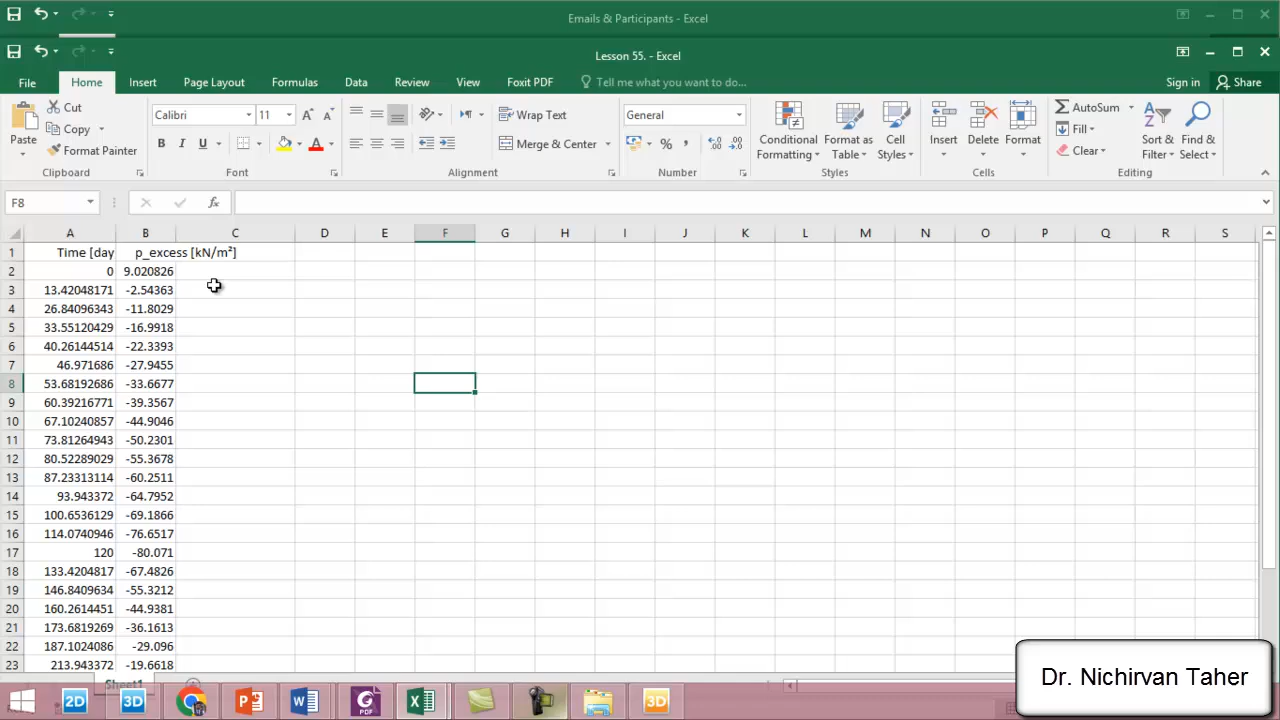 Emails & Participants - Excel
Lesson 55. - Excel
File Home Insert Page Layout Formulas Data Review View Foxit PDF Tell me what you want to do... Sign in Share
Paste
Cut
Copy
Format Painter
Clipboard
Calibri 11
B I U
Font
Wrap Text
Merge & Center
Alignment
General
Number
Conditional Formatting
Format as Table
Cell Styles
Styles
Insert Delete Format
Cells
AutoSum
Fill
Clear
Sort & Filter
Find & Select
Editing
F8 fx
A B C D E F G H I J K L M N O P Q R S
1 Time [day p_excess [kN/m²]
2 0 9.020826
3 13.42048171 -2.54363
4 26.84096343 -11.8029
5 33.55120429 -16.9918
6 40.26144514 -22.3393
7 46.971686 -27.9455
8 53.68192686 -33.6677
9 60.39216771 -39.3567
10 67.10240857 -44.9046
11 73.81264943 -50.2301
12 80.52289029 -55.3678
13 87.23313114 -60.2511
14 93.943372 -64.7952
15 100.6536129 -69.1866
16 114.0740946 -76.6517
17 120 -80.071
18 133.4204817 -67.4826
19 146.8409634 -55.3212
20 160.2614451 -44.9381
21 173.6819269 -36.1613
22 187.1024086 -29.096
23 213.943372 -19.6618
Sheet1
2D 3D PDF 3D
Dr. Nichirvan Taher